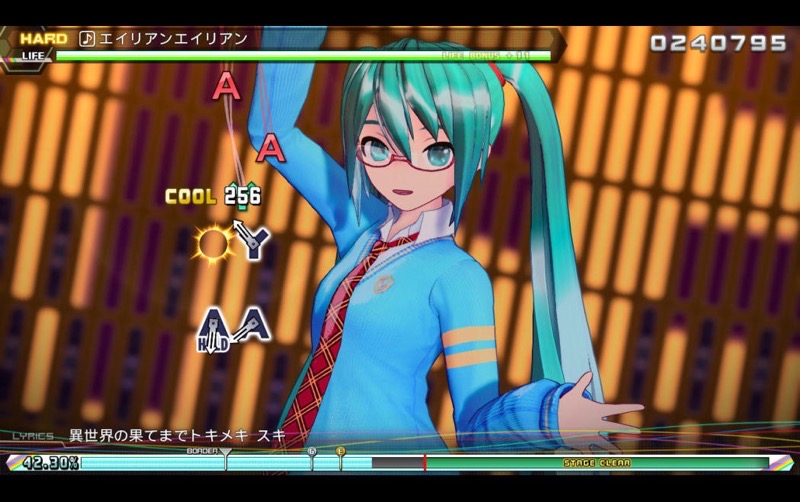 HARD ♪ エイリアンエイリアン
0240795
LIFE
A
A
COOL 256
Y
A A
HOLD
LYRICS 異世界の果てまでトキメキ スキ
BORDER
42.30%
STAGE CLEAR